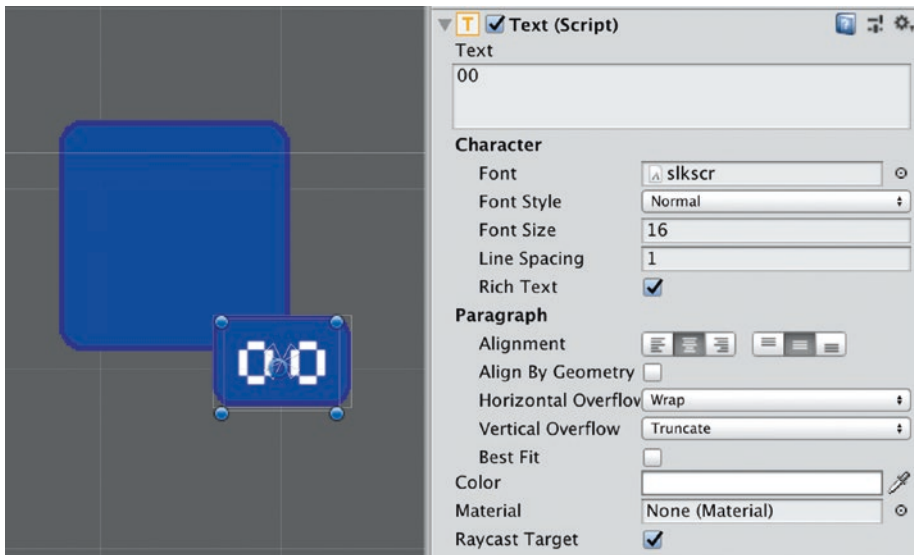 00
T Text (Script)
Text
00
Character
Font slkscr
Font Style Normal
Font Size 16
Line Spacing 1
Rich Text
Paragraph
Alignment
Align By Geometry
Horizontal Overflov Wrap
Vertical Overflow Truncate
Best Fit
Color
Material None (Material)
Raycast Target